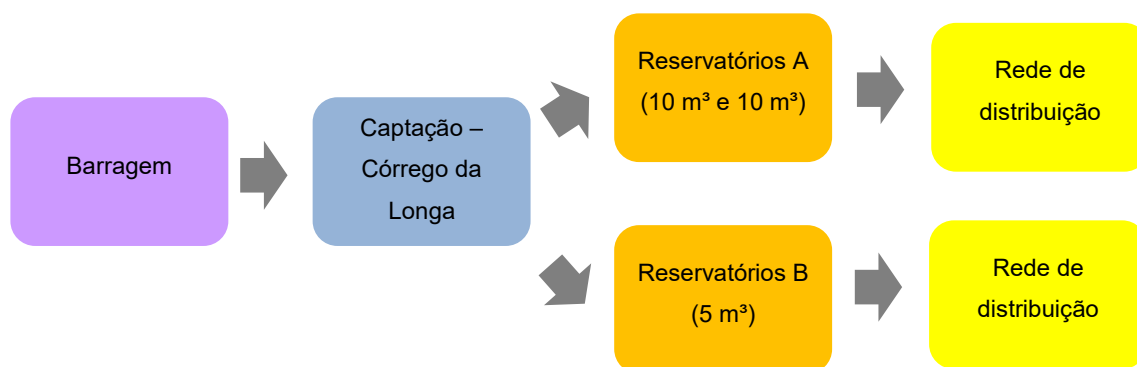 Barragem
Captação –
Córrego da
Longa
Reservatórios A
(10 m³ e 10 m³)
Rede de
distribuição
Reservatórios B
(5 m³)
Rede de
distribuição